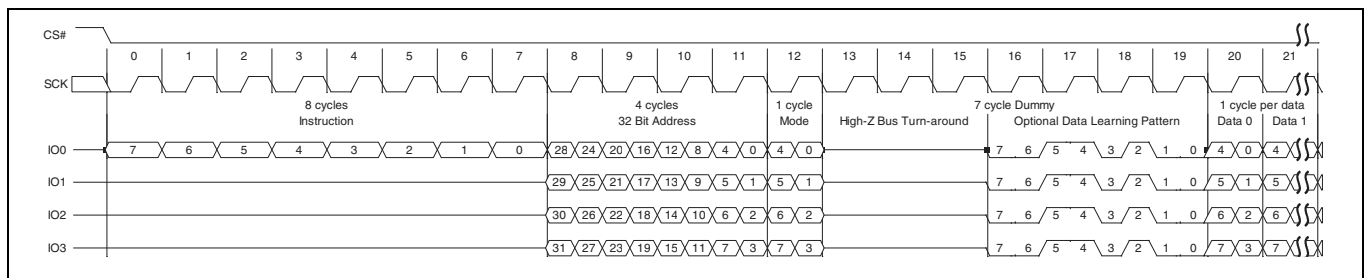 CS#
0 1 2 3 4 5 6 7 8 9 10 11 12 13 14 15 16 17 18 19 20 21
SCK
8 cycles 4 cycles 1 cycle 7 cycle Dummy 1 cycle per data
Instruction 32 Bit Address Mode High-Z Bus Turn-around Optional Data Learning Pattern Data 0 Data 1
IO0 7 6 5 4 3 2 1 0 28 24 20 16 12 8 4 0 4 0 7 6 5 4 3 2 1 0 4 0 4
IO1 29 25 21 17 13 9 5 1 5 1 7 6 5 4 3 2 1 0 5 1 5
IO2 30 26 22 18 14 10 6 2 6 2 7 6 5 4 3 2 1 0 6 2 6
IO3 31 27 23 19 15 11 7 3 7 3 7 6 5 4 3 2 1 0 7 3 7